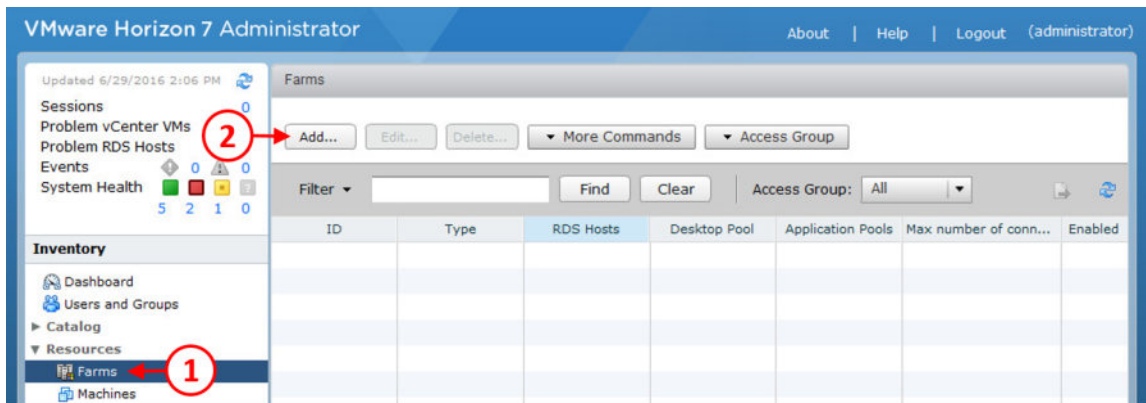 VMware Horizon 7 Administrator
About | Help | Logout (administrator)
Updated 6/29/2016 2:06 PM
Sessions 0
Problem vCenter VMs
Problem RDS Hosts
Events 0 0
System Health ?
5 2 1 0
Inventory
Dashboard
Users and Groups
Catalog
Resources
Farms
1
Machines
Farms
2
Add... Edit... Delete... More Commands Access Group
Filter Find Clear Access Group: All
ID Type RDS Hosts Desktop Pool Application Pools Max number of conn... Enabled